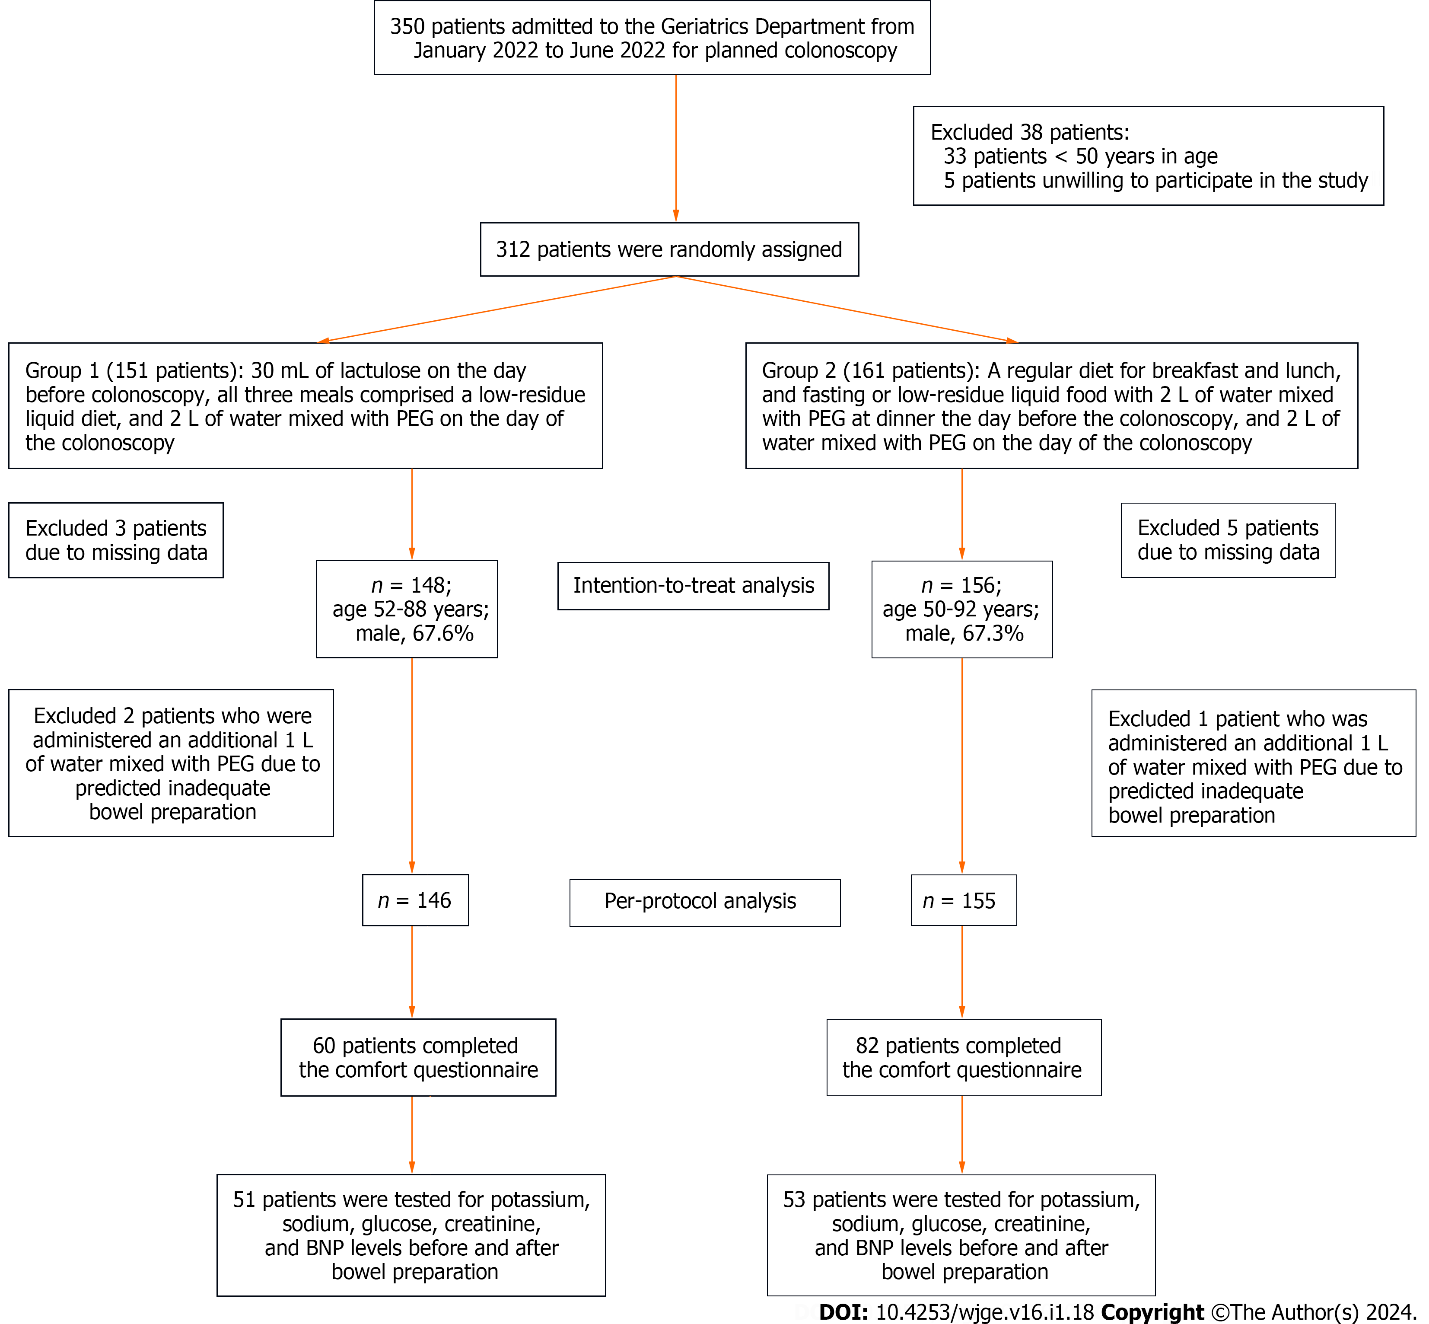 350 patients admitted to the Geriatrics Department from
January 2022 to June 2022 for planned colonoscopy
Excluded 38 patients:
33 patients < 50 years in age
5 patients unwilling to participate in the study
312 patients were randomly assigned
Group 1 (151 patients): 30 mL of lactulose on the day
before colonoscopy, all three meals comprised a low-residue
liquid diet, and 2 L of water mixed with PEG on the day of
the colonoscopy
Group 2 (161 patients): A regular diet for breakfast and lunch,
and fasting or low-residue liquid food with 2 L of water mixed
with PEG at dinner the day before the colonoscopy, and 2 L of
water mixed with PEG on the day of the colonoscopy
Excluded 3 patients
due to missing data
Excluded 5 patients
due to missing data
n = 148;
age 52-88 years;
male, 67.6%
Intention-to-treat analysis
n = 156;
age 50-92 years;
male, 67.3%
Excluded 2 patients who were
administered an additional 1 L
of water mixed with PEG due to
predicted inadequate
bowel preparation
Excluded 1 patient who was
administered an additional 1 L
of water mixed with PEG due to
predicted inadequate
bowel preparation
n = 146
Per-protocol analysis
n = 155
60 patients completed
the comfort questionnaire
82 patients completed
the comfort questionnaire
51 patients were tested for potassium,
sodium, glucose, creatinine,
and BNP levels before and after
bowel preparation
53 patients were tested for potassium,
sodium, glucose, creatinine,
and BNP levels before and after
bowel preparation
DOI: 10.4253/wjge.v16.i1.18 Copyright ©The Author(s) 2024.